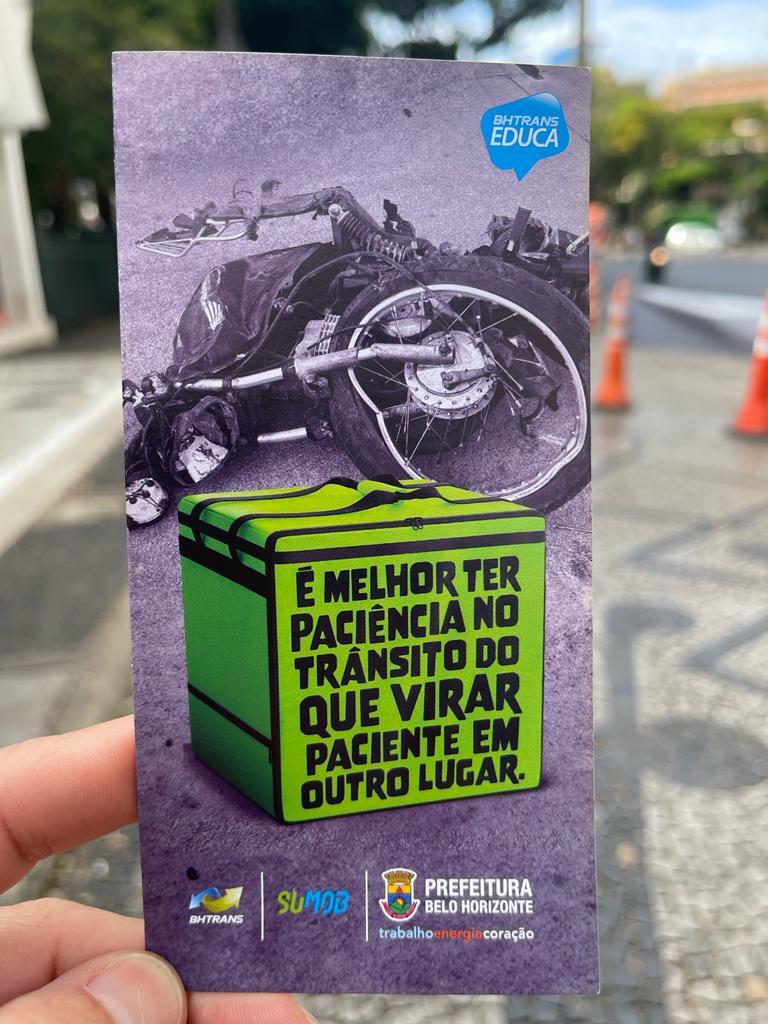 BHTRANS
EDUCA
É MELHOR TER
PACIÊNCIA NO
TRÂNSITO DO
QUE VIRAR
PACIENTE EM
OUTRO LUGAR.
BHTRANS
SUMOB
PREFEITURA
BELO HORIZONTE
trabalhoenergiacoração